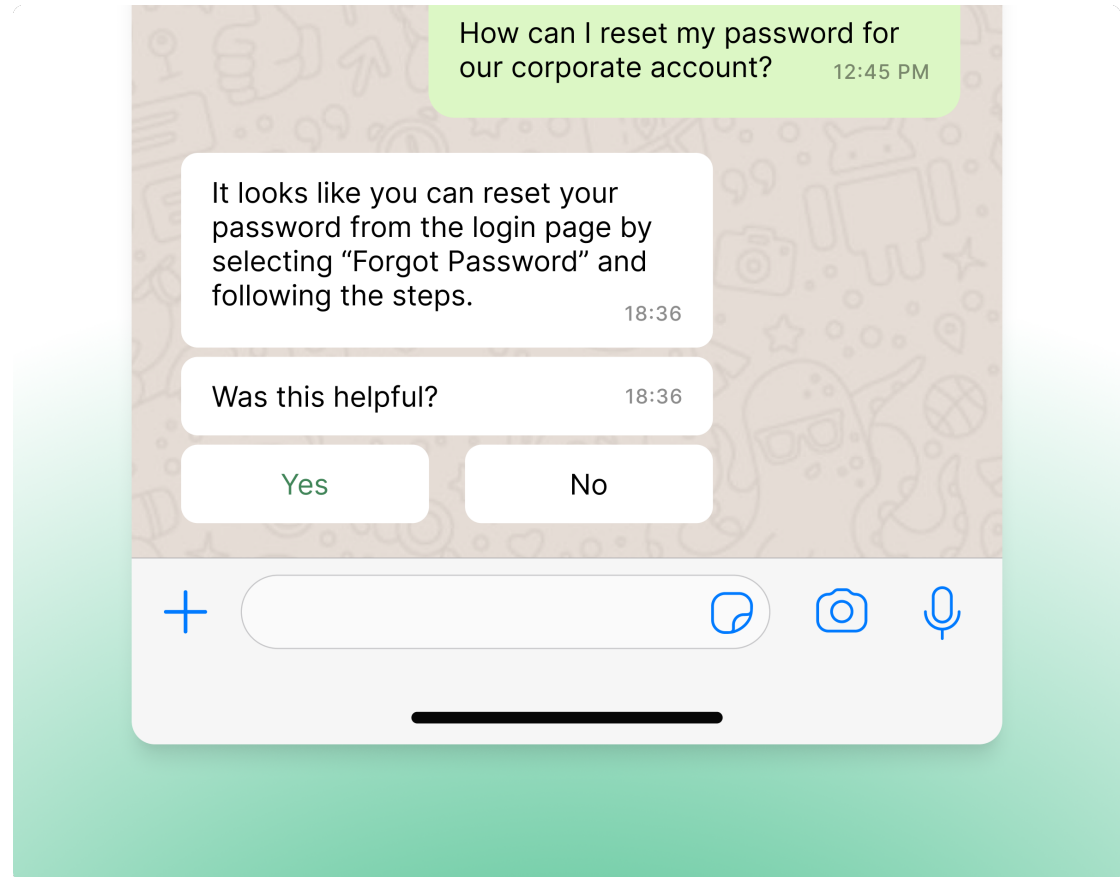 How can I reset my password for
our corporate account? 12:45 PM
It looks like you can reset your
password from the login page by
selecting “Forgot Password” and
following the steps.
18:36
Was this helpful? 18:36
Yes No